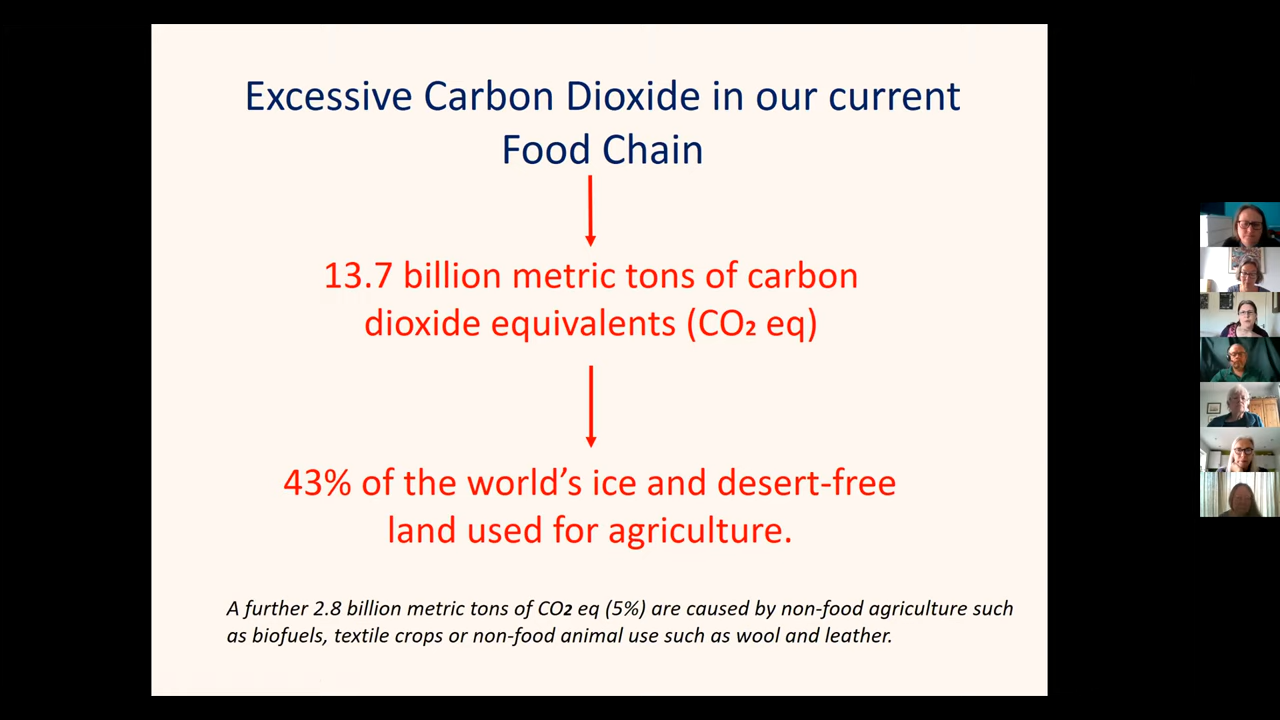 Excessive Carbon Dioxide in our current
Food Chain
13.7 billion metric tons of carbon
dioxide equivalents (CO₂ eq)
43% of the world’s ice and desert-free
land used for agriculture.
A further 2.8 billion metric tons of CO₂ eq (5%) are caused by non-food agriculture such
as biofuels, textile crops or non-food animal use such as wool and leather.